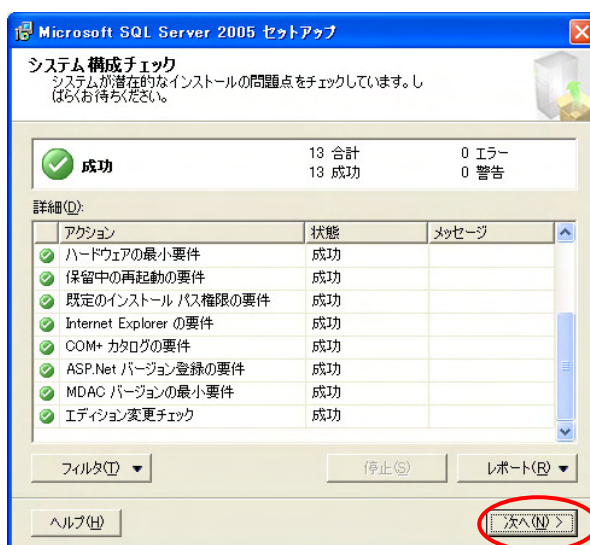 Microsoft SQL Server 2005 セットアップ
システム構成チェック
システムが潜在的なインストールの問題点をチェックしています。し
ばらくお待ちください。
成功
13 合計
0 エラー
13 成功
0 警告
詳細(D):
アクション 状態 メッセージ
ハードウェアの最小要件 成功
保留中の再起動の要件 成功
既定のインストール パス権限の要件 成功
Internet Explorer の要件 成功
COM+ カタログの要件 成功
ASP.Net バージョン登録の要件 成功
MDAC バージョンの最小要件 成功
エディション変更チェック 成功
フィルタ(T) 停止(S) レポート(R)
ヘルプ(H) 次へ(N) >